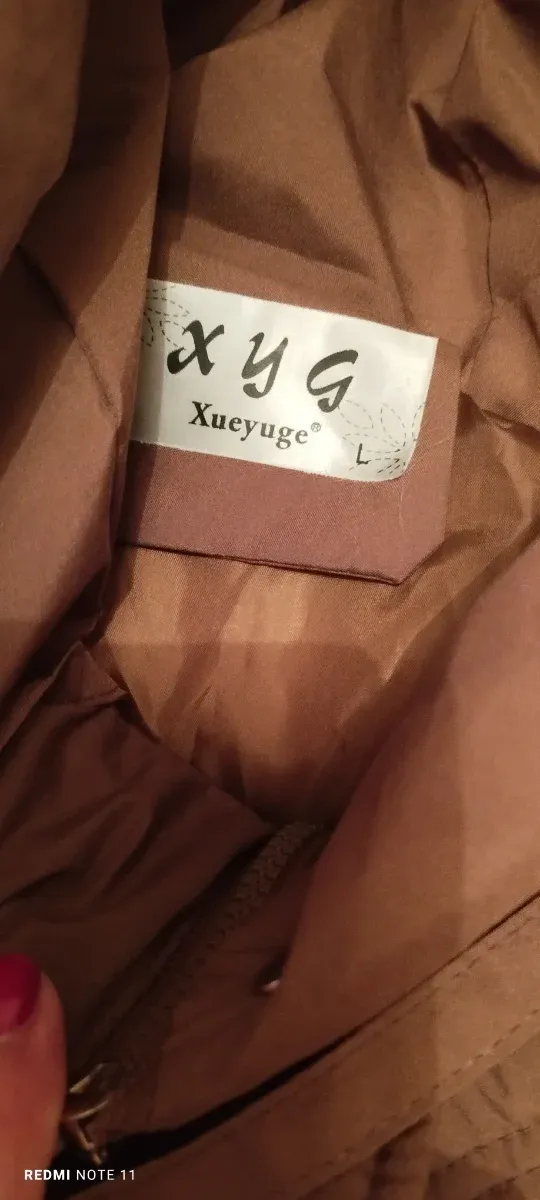 XYG
Xueyuge®
L
REDMI NOTE 11